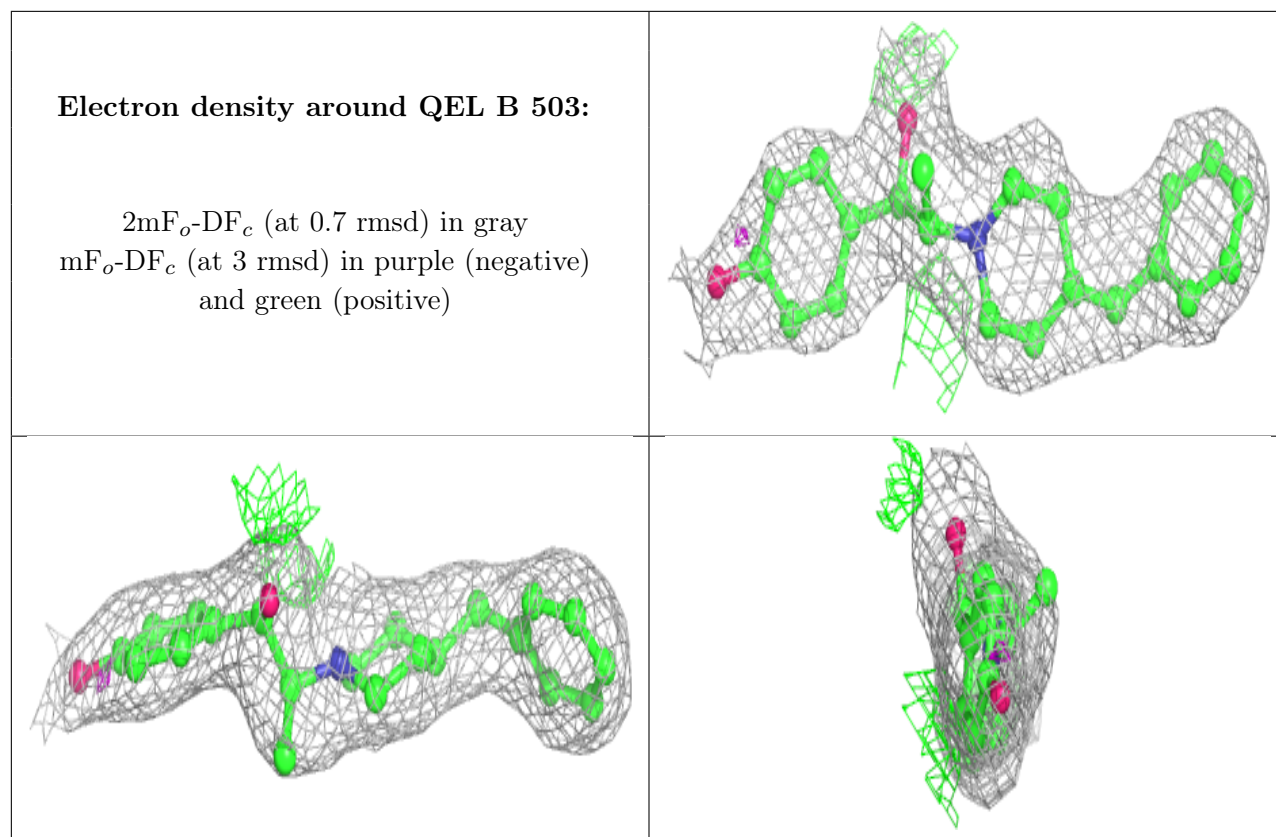 Electron density around QEL B 503:
2mFₒ-DF𝒸 (at 0.7 rmsd) in gray
mFₒ-DF𝒸 (at 3 rmsd) in purple (negative)
and green (positive)